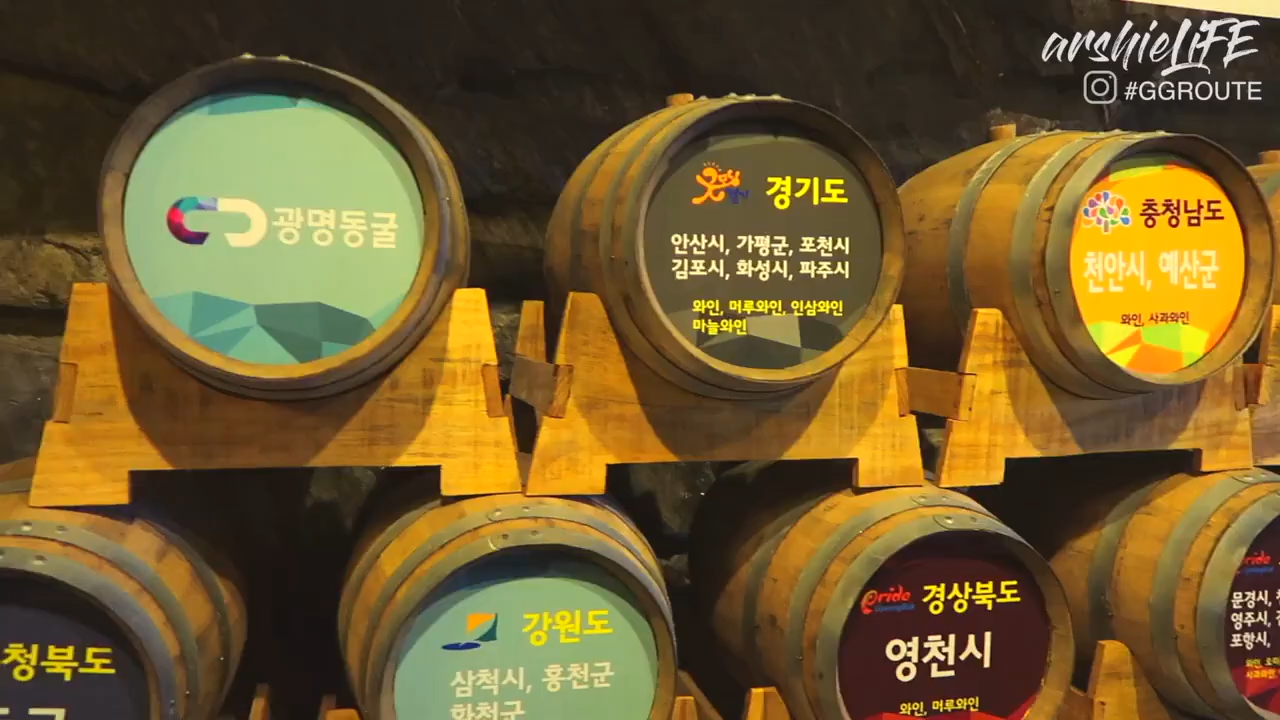 arshieLIFE
#GGROUTE
광명동굴
경기도
안산시, 가평군, 포천시
김포시, 화성시, 파주시
와인, 머루와인, 인삼와인
마늘와인
충청남도
천안시, 예산군
와인, 사과와인
청북도
강원도
삼척시, 홍천군
화천군
Pride
경상북도
영천시
와인, 머루와인
문경시,
영주시,
포항시,